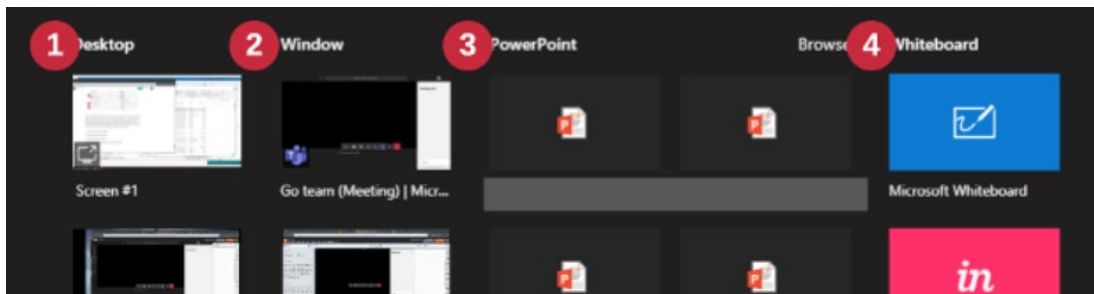 1 Desktop 2 Window 3 PowerPoint Browse 4 Whiteboard
Screen #1 Go team (Meeting) | Micr... Microsoft Whiteboard
in